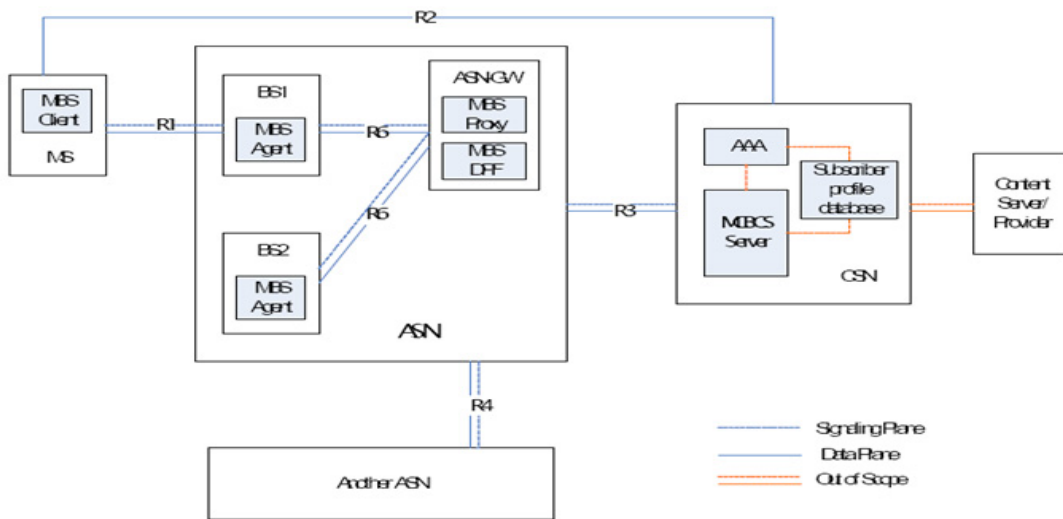 R2
ASN-GW
BS1
MBS
Client
MBS
Proxy
R1
MBS
Agent
R6
MS
AAA
MBS
DPF
Subscriber
profile
database
Content
Server/
Provider
R6
R3
MCBCS
Server
BS2
MBS
Agent
CSN
ASN
R4
Signaling Plane
Data Plane
Another ASN
Out of Scope